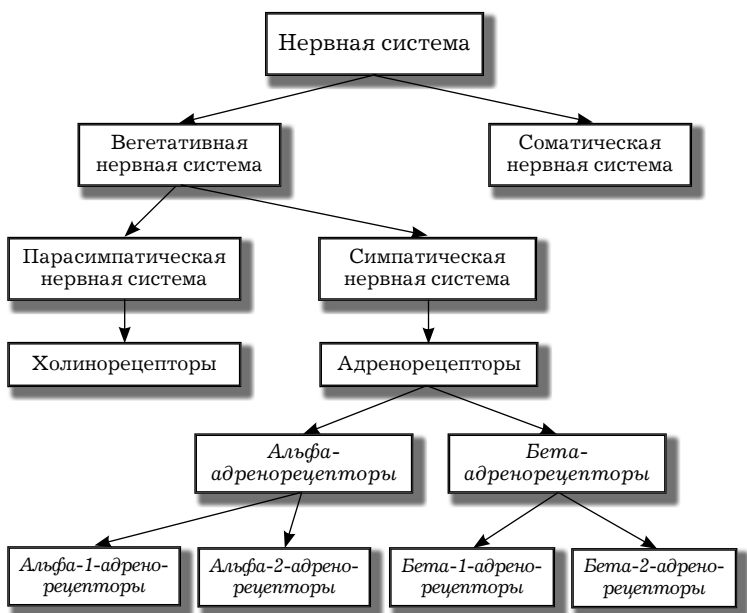 Нервная система
Вегетативная
нервная система
Соматическая
нервная система
Парасимпатическая
нервная система
Симпатическая
нервная система
Холинорецепторы
Адренорецепторы
Альфа-
адренорецепторы
Бета-
адренорецепторы
Альфа-1-адрено-
рецепторы
Альфа-2-адрено-
рецепторы
Бета-1-адрено-
рецепторы
Бета-2-адрено-
рецепторы